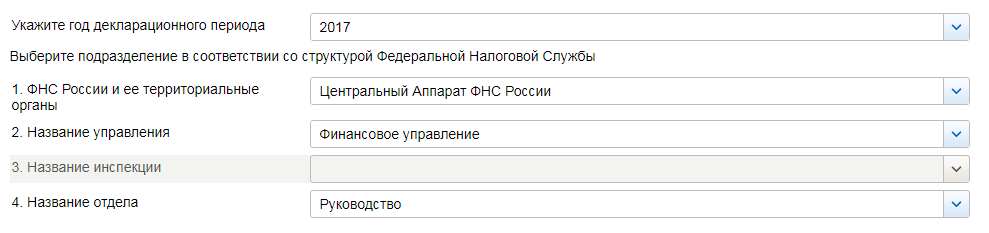 Укажите год декларационного периода
2017
Выберите подразделение в соответствии со структурой Федеральной Налоговой Службы
1. ФНС России и ее территориальные
органы
Центральный Аппарат ФНС России
2. Название управления
Финансовое управление
3. Название инспекции
4. Название отдела
Руководство